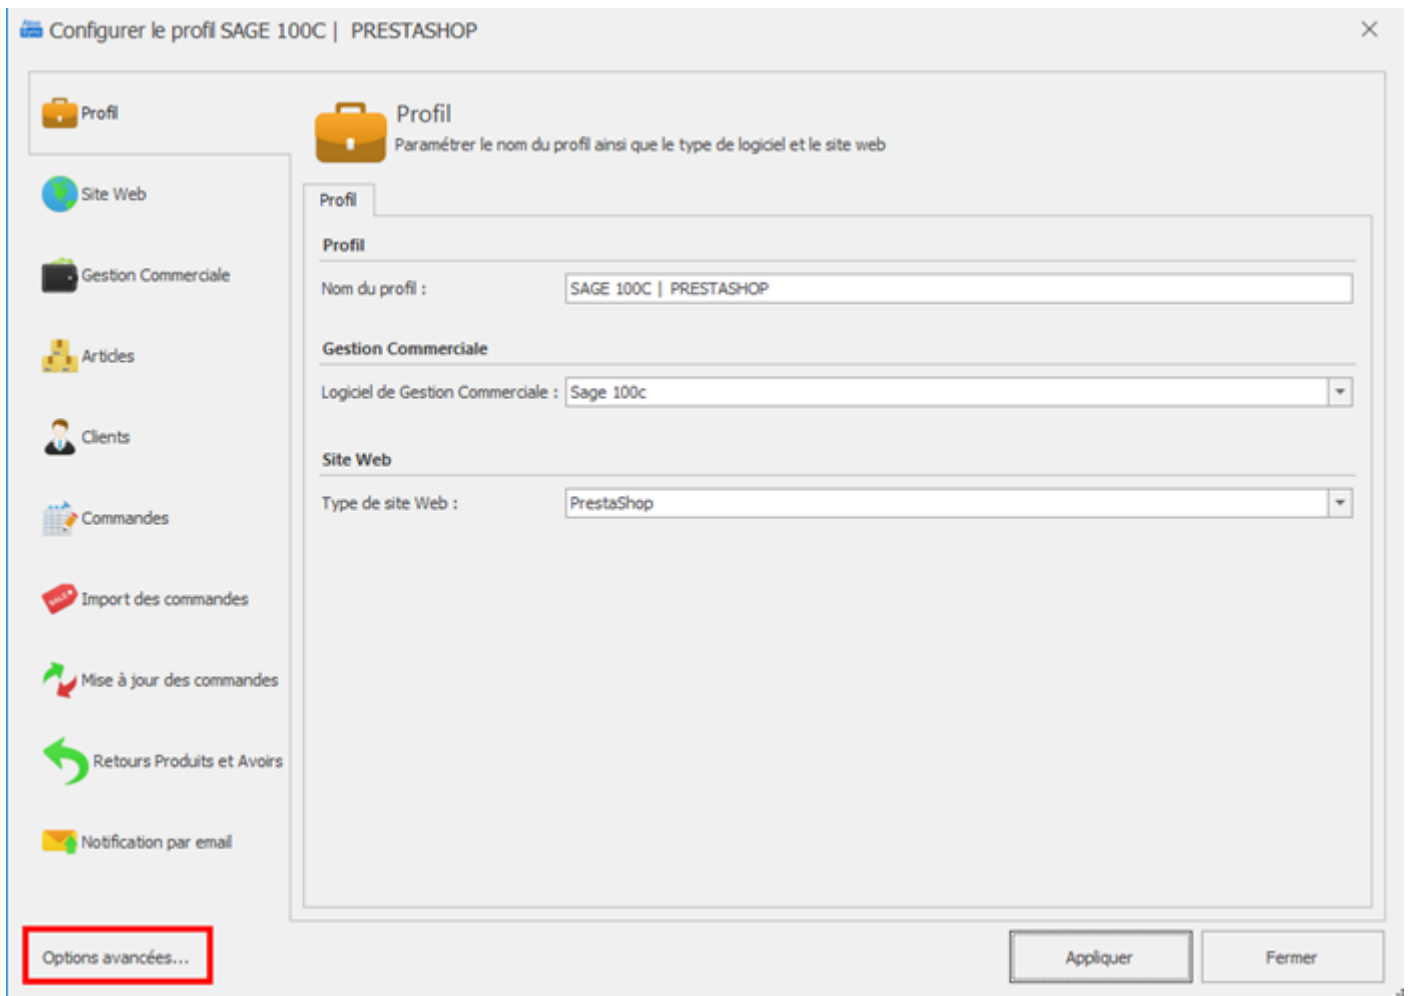 Configurer le profil SAGE 100C | PRESTASHOP
Profil
Site Web
Gestion Commerciale
Articles
Clients
Commandes
Import des commandes
Mise à jour des commandes
Retours Produits et Avoirs
Notification par email
Profil
Paramétrer le nom du profil ainsi que le type de logiciel et le site web
Profil
Profil
Nom du profil : SAGE 100C | PRESTASHOP
Gestion Commerciale
Logiciel de Gestion Commerciale : Sage 100c
Site Web
Type de site Web : PrestaShop
Options avancées... Appliquer Fermer